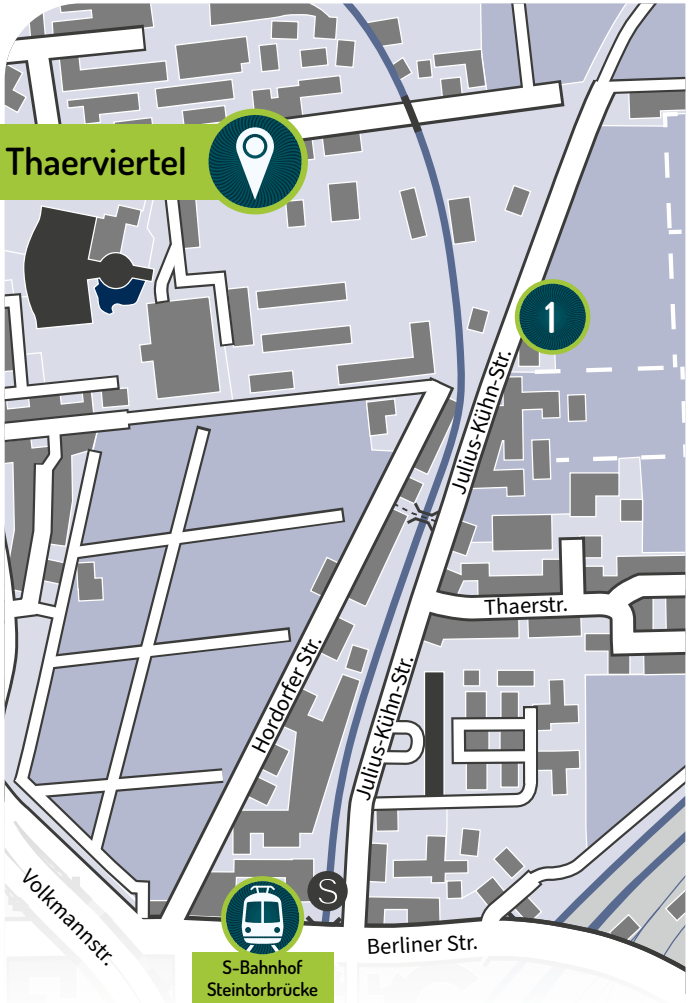 Thaerviertel
1
Julius-Kühn-Str.
Thaerstr.
Hordorfer Str.
Julius-Kühn-Str.
Volkmannstr.
S
Berliner Str.
S-Bahnhof
Steintorbrücke